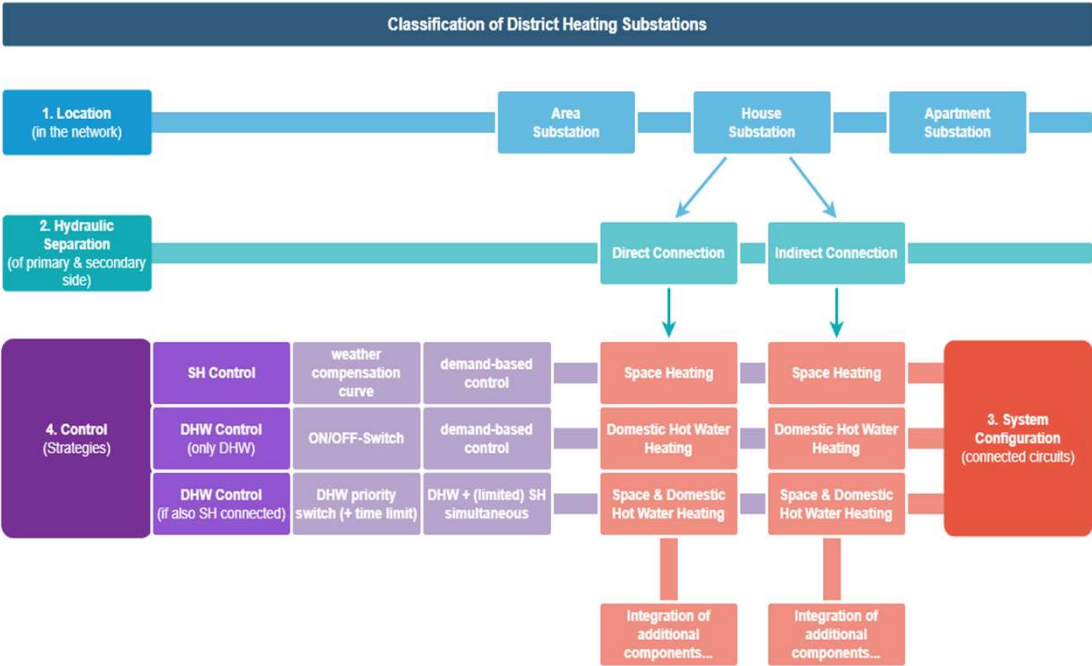 Classification of District Heating Substations
1. Location
(in the network)
Area
Substation
House
Substation
Apartment
Substation
2. Hydraulic
Separation
(of primary & secondary
side)
Direct Connection
Indirect Connection
4. Control
(Strategies)
SH Control
weather
compensation
curve
demand-based
control
Space Heating
Space Heating
DHW Control
(only DHW)
ON/OFF-Switch
demand-based
control
Domestic Hot Water
Heating
Domestic Hot Water
Heating
DHW Control
(if also SH connected)
DHW priority
switch (+ time limit)
DHW + (limited) SH
simultaneous
Space & Domestic
Hot Water Heating
Space & Domestic
Hot Water Heating
3. System
Configuration
(connected circuits)
Integration of
additional
components...
Integration of
additional
components...